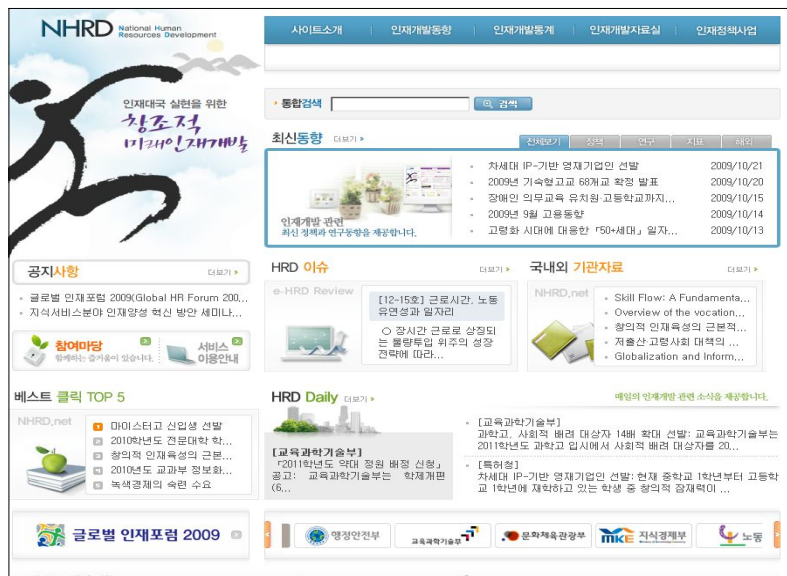 NHRD National Human
Resources Development
사이트소개
인재개발동향
인재개발통계
인재개발자료실
인재정책사업
인재대국 실현을 위한
창조적
미래인재개발
통합검색
검색
최신동향 더보기
전체보기
정책
연구
지표
해외
인재개발 관련
최신 정책과 연구동향을 제공합니다.
차세대 IP-기반 영재기업인 선발 2009/10/21
2009년 기숙형고교 68개교 확정 발표 2009/10/20
장애인 의무교육 유치원·고등학교까지... 2009/10/15
2009년 9월 고용동향 2009/10/14
고령화 시대에 대응한 「50+세대」 일자... 2009/10/13
공지사항 더보기
글로벌 인재포럼 2009(Global HR Forum 200...
지식서비스분야 인재양성 혁신 방안 세미나...
참여마당
함께하는 즐거움이 있습니다.
서비스
이용안내
HRD 이슈 더보기
e-HRD Review
[12-15호] 근로시간, 노동
유연성과 일자리
○ 장시간 근로로 상징되
는 물량투입 위주의 성장
전략에 따라...
국내외 기관자료 더보기
NHRD.net
Skill Flow: A Fundamenta...
Overview of the vocation...
창의적 인재육성의 근본적...
저출산·고령사회 대책의 ...
Globalization and Inform...
베스트 클릭 TOP 5
NHRD.net
1 마이스터고 신입생 선발
2 2010학년도 전문대학 학...
3 창의적 인재육성의 근본...
4 2010년도 교과부 정보화...
5 녹색경제의 숙련 수요
HRD Daily 더보기
매일의 인재개발 관련 소식을 제공합니다.
[교육과학기술부]
「2011학년도 약대 정원 배정 신청」
공고: 교육과학기술부는 학제개편
(6...
[교육과학기술부]
과학고, 사회적 배려 대상자 14배 확대 선발: 교육과학기술부는
2011학년도 과학고 입시에서 사회적 배려 대상자를 20...
[특허청]
차세대 IP-기반 영재기업인 선발: 현재 중학교 1학년부터 고등학
교 1학년에 재학하고 있는 학생 중 창의적 잠재력이 ...
글로벌 인재포럼 2009
행정안전부
교육과학기술부
문화체육관광부
MKE 지식경제부
노동